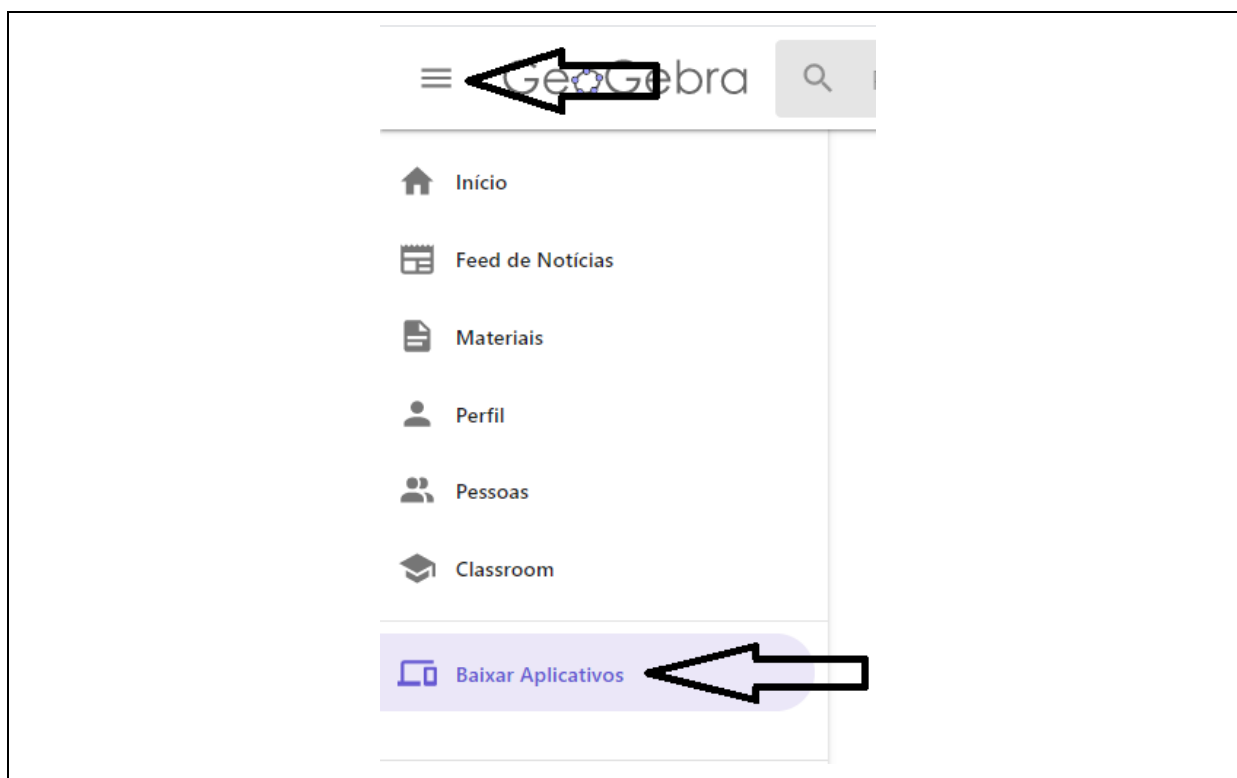 GeoGebra
Início
Feed de Notícias
Materiais
Perfil
Pessoas
Classroom
Baixar Aplicativos